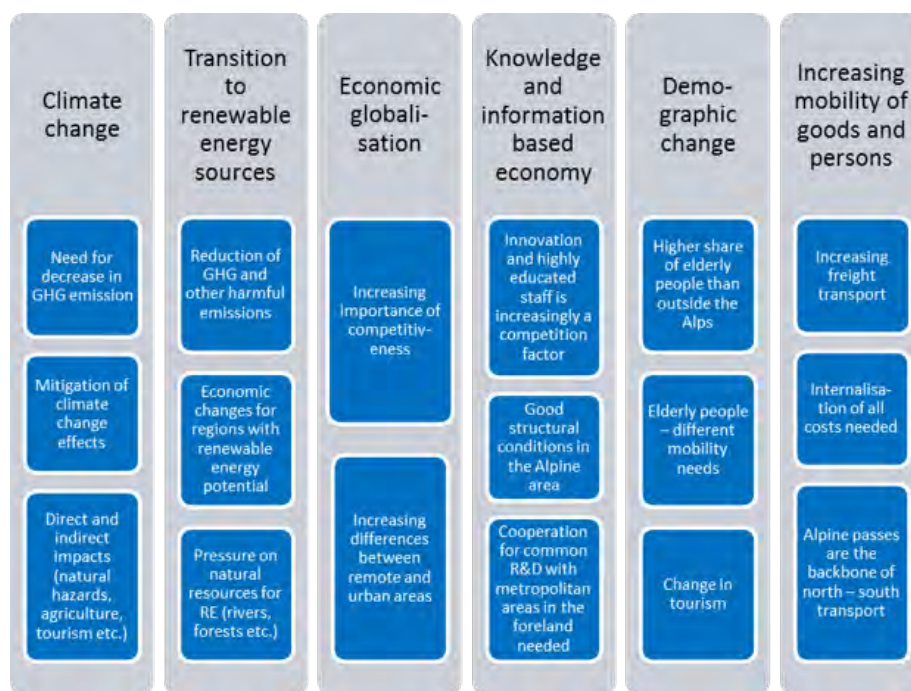 Climate
change
Need for
decrease in
GHG emission
Mitigation of
climate
change
effects
Direct and
indirect impacts
(natural
hazards,
agriculture,
tourism etc.)
Transition
to
renewable
energy
sources
Reduction of
GHG and
other harmful
emissions
Economic
changes for
regions with
renewable
energy
potential
Pressure on
natural
resources for
RE (rivers,
forests etc.)
Economic
globali-
sation
Increasing
Importance of
competitiv-
eness
Increasing
differences
between
remote and
urban areas
Knowledge
and
information
based
economy
Innovation
and highly
educated
staff is
increasingly a
competition
factor
Good
structural
conditions in
the Alpine
area
Cooperation
for common
R&D with
metropolitan
areas in the
foreland
needed
Demo-
graphic
change
Higher share
of elderly
people than
outside the
Alps
Elderly people
– different
mobility
needs
Change in
tourism
Increasing
mobility of
goods and
persons
Increasing
freight
transport
Internalisa-
tion of all
costs needed
Alpine passes
are the
backbone of
north – south
transport